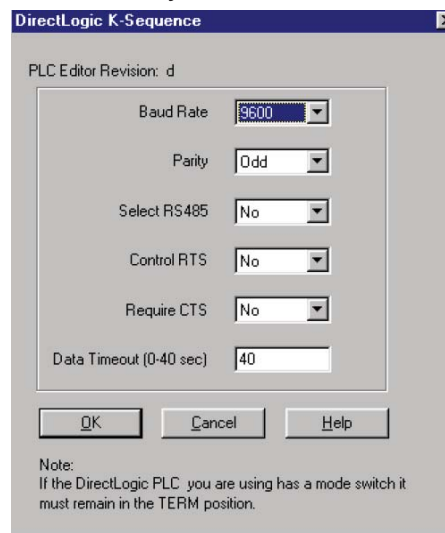 DirectLogic K-Sequence
PLC Editor Revision: d
Baud Rate 9600
Parity Odd
Select RS485 No
Control RTS No
Require CTS No
Data Timeout (0-40 sec) 40
OK Cancel Help
Note:
If the DirectLogic PLC you are using has a mode switch it
must remain in the TERM position.